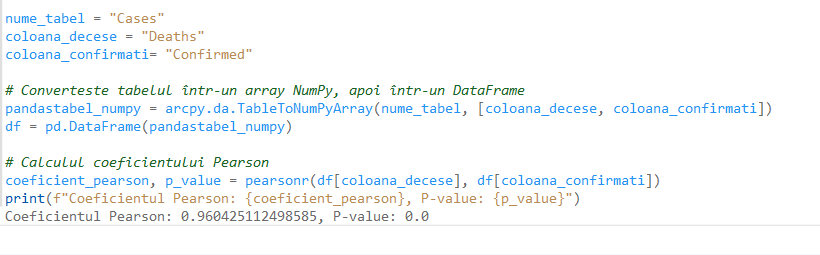 nume_tabel = "Cases"
coloana_decese = "Deaths"
coloana_confirmati= "Confirmed"
# Converteste tabelul într-un array NumPy, apoi într-un DataFrame
pandastabel_numpy = arcpy.da.TableToNumPyArray(nume_tabel, [coloana_decese, coloana_confirmati])
df = pd.DataFrame(pandastabel_numpy)
# Calculul coeficientului Pearson
coeficient_pearson, p_value = pearsonr(df[coloana_decese], df[coloana_confirmati])
print(f"Coeficientul Pearson: {coeficient_pearson}, P-value: {p_value}")
Coeficientul Pearson: 0.960425112498585, P-value: 0.0